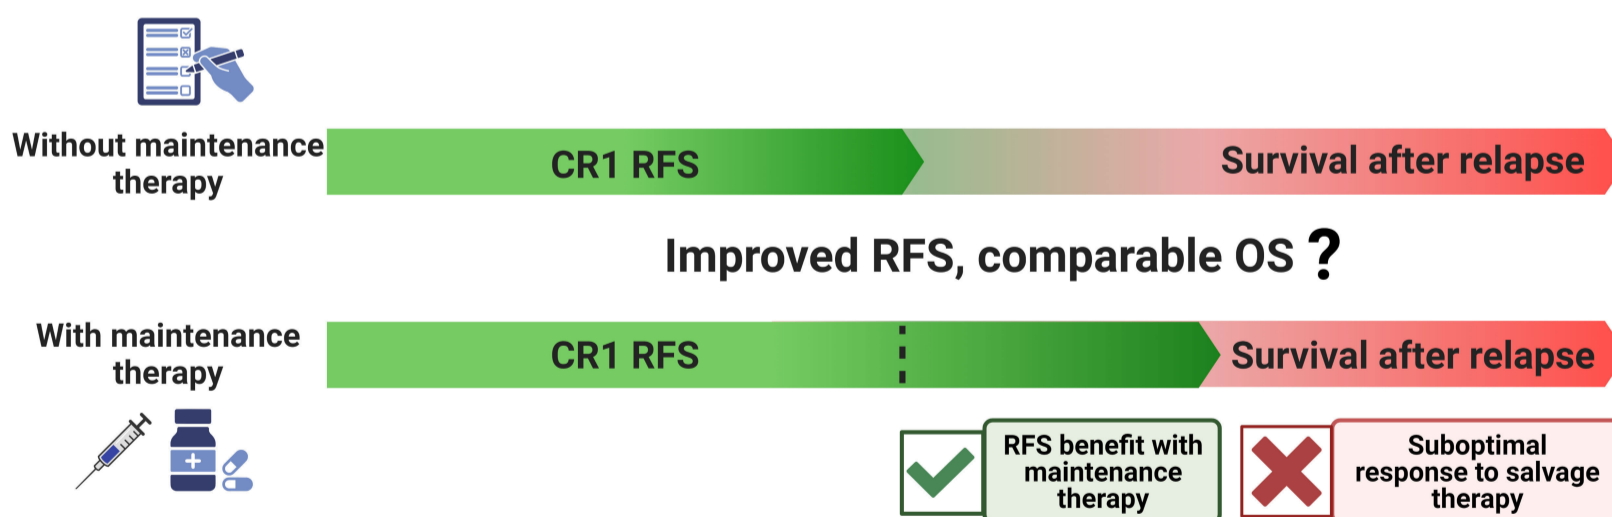 Without maintenance
therapy
CR1 RFS
Survival after relapse
Improved RFS, comparable OS ?
With maintenance
therapy
CR1 RFS
Survival after relapse
RFS benefit with
maintenance
therapy
Suboptimal
response to salvage
therapy